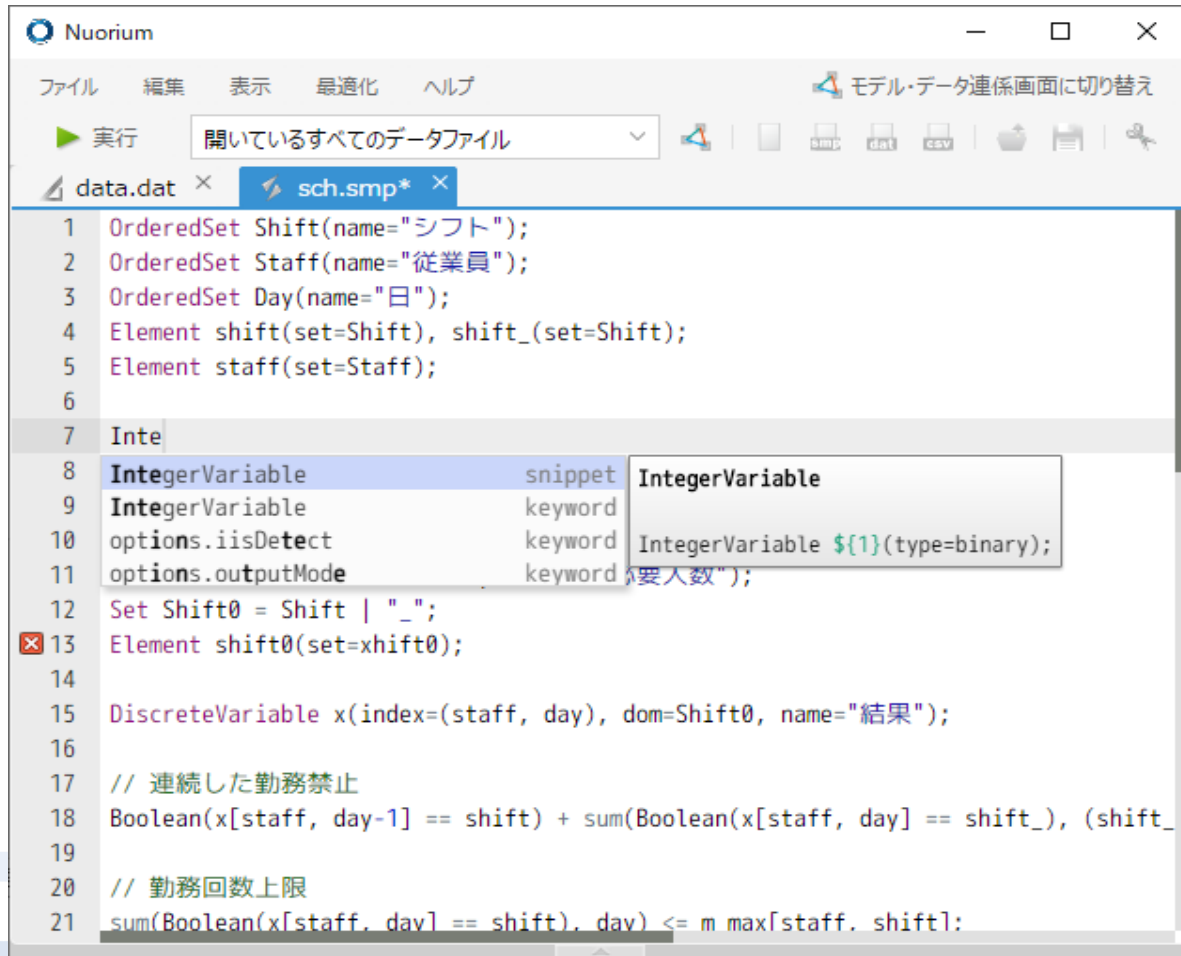 Nuorium
ファイル 編集 表示 最適化 ヘルプ モデル・データ連係画面に切り替え
実行 開いているすべてのデータファイル smp dat csv
data.dat × sch.smp* ×
1 OrderedSet Shift(name="シフト");
2 OrderedSet Staff(name="従業員");
3 OrderedSet Day(name="日");
4 Element shift(set=Shift), shift_(set=Shift);
5 Element staff(set=Staff);
6
7 Inte
8 IntegerVariable snippet IntegerVariable
9 IntegerVariable keyword
10 options.iisDetect keyword IntegerVariable ${1}(type=binary);
11 options.outputMode keyword 要人数");
12 Set Shift0 = Shift | "_";
13 Element shift0(set=xhift0);
14
15 DiscreteVariable x(index=(staff, day), dom=Shift0, name="結果");
16
17 // 連続した勤務禁止
18 Boolean(x[staff, day-1] == shift) + sum(Boolean(x[staff, day] == shift_), (shift_
19
20 // 勤務回数上限
21 sum(Boolean(x[staff, day] == shift), day) <= m_max[staff, shift];